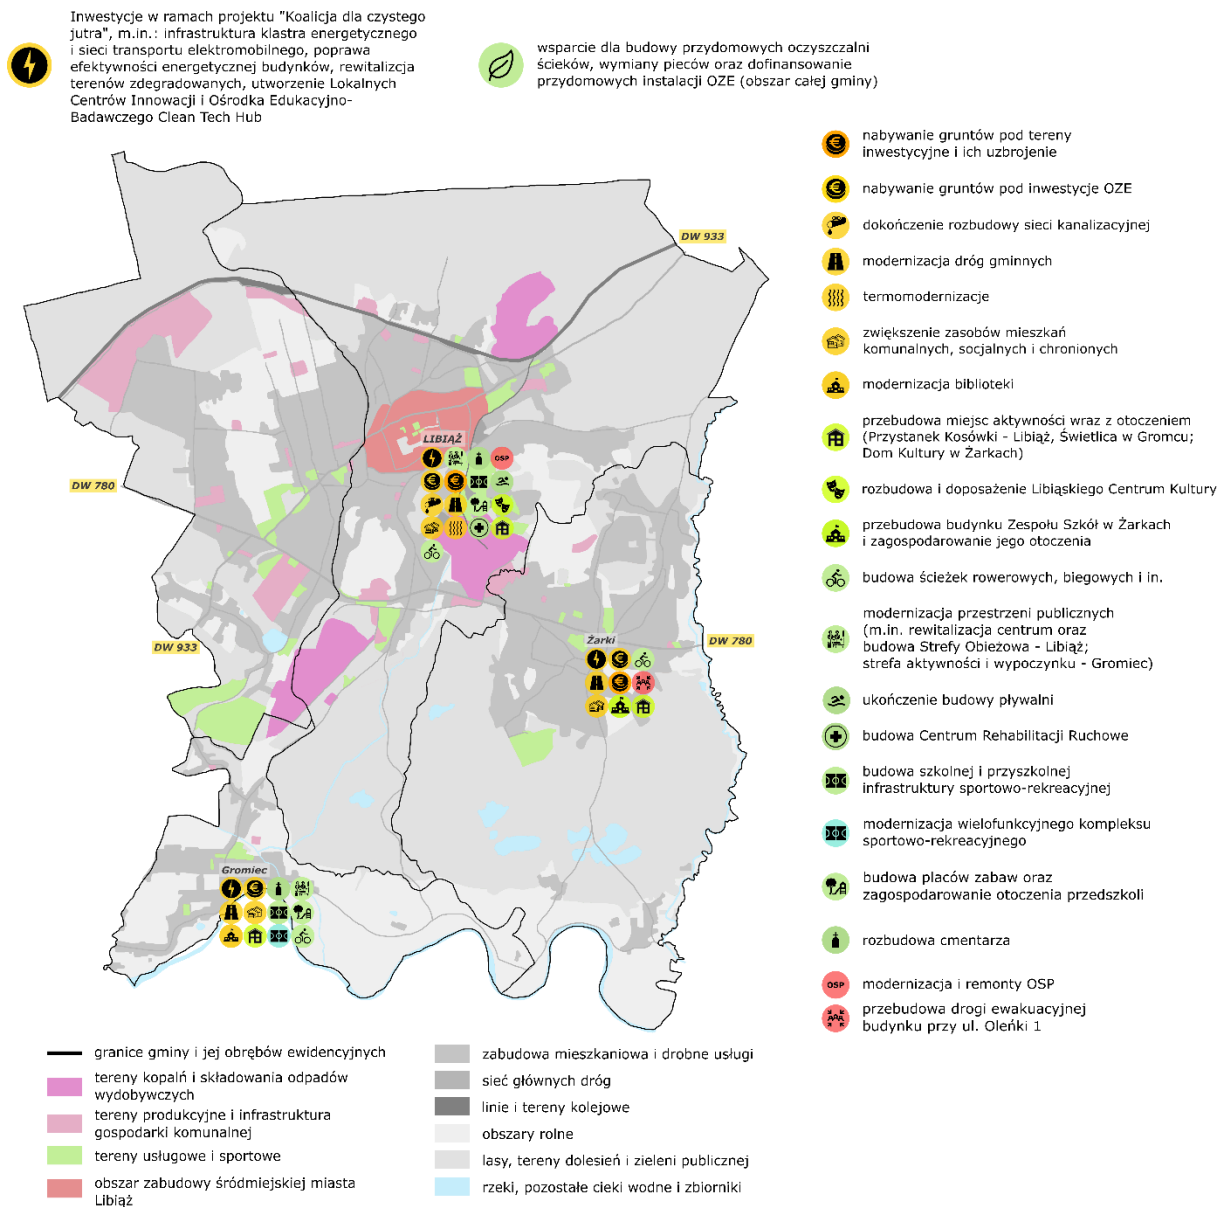 Inwestycje w ramach projektu "Koalicja dla czystego
jutra", m.in.: infrastruktura klastra energetycznego
i sieci transportu elektromobilnego, poprawa
efektywności energetycznej budynków, rewitalizcja
terenów zdegradowanych, utworzenie Lokalnych
Centrów Innowacji i Ośrodka Edukacyjno-
Badawczego Clean Tech Hub
wsparcie dla budowy przydomowych oczyszczalni
ścieków, wymiany pieców oraz dofinansowanie
przydomowych instalacji OZE (obszar całej gminy)
nabywanie gruntów pod tereny
inwestycyjne i ich uzbrojenie
nabywanie gruntów pod inwestycje OZE
dokończenie rozbudowy sieci kanalizacyjnej
modernizacja dróg gminnych
termomodernizacje
zwiększenie zasobów mieszkań
komunalnych, socjalnych i chronionych
modernizacja biblioteki
przebudowa miejsc aktywności wraz z otoczeniem
(Przystanek Kosówki - Libiąż, Świetlica w Gromcu;
Dom Kultury w Żarkach)
rozbudowa i doposażenie Libiąskiego Centrum Kultury
przebudowa budynku Zespołu Szkół w Żarkach
i zagospodarowanie jego otoczenia
budowa ścieżek rowerowych, biegowych i in.
modernizacja przestrzeni publicznych
(m.in. rewitalizacja centrum oraz
budowa Strefy Obieżowa - Libiąż;
strefa aktywności i wypoczynku - Gromiec)
ukończenie budowy pływalni
budowa Centrum Rehabilitacji Ruchowe
budowa szkolnej i przyszkolnej
infrastruktury sportowo-rekreacyjnej
modernizacja wielofunkcyjnego kompleksu
sportowo-rekreacyjnego
budowa placów zabaw oraz
zagospodarowanie otoczenia przedszkoli
rozbudowa cmentarza
OSP
modernizacja i remonty OSP
przebudowa drogi ewakuacyjnej
budynku przy ul. Oleńki 1
DW 933
LIBIĄŻ
OSP
DW 780
DW 933
Żarki
DW 780
Gromiec
granice gminy i jej obrębów ewidencyjnych
tereny kopalń i składowania odpadów
wydobywczych
tereny produkcyjne i infrastruktura
gospodarki komunalnej
tereny usługowe i sportowe
obszar zabudowy śródmiejskiej miasta
Libiąż
zabudowa mieszkaniowa i drobne usługi
sieć głównych dróg
linie i tereny kolejowe
obszary rolne
lasy, tereny dolesień i zieleni publicznej
rzeki, pozostałe cieki wodne i zbiorniki